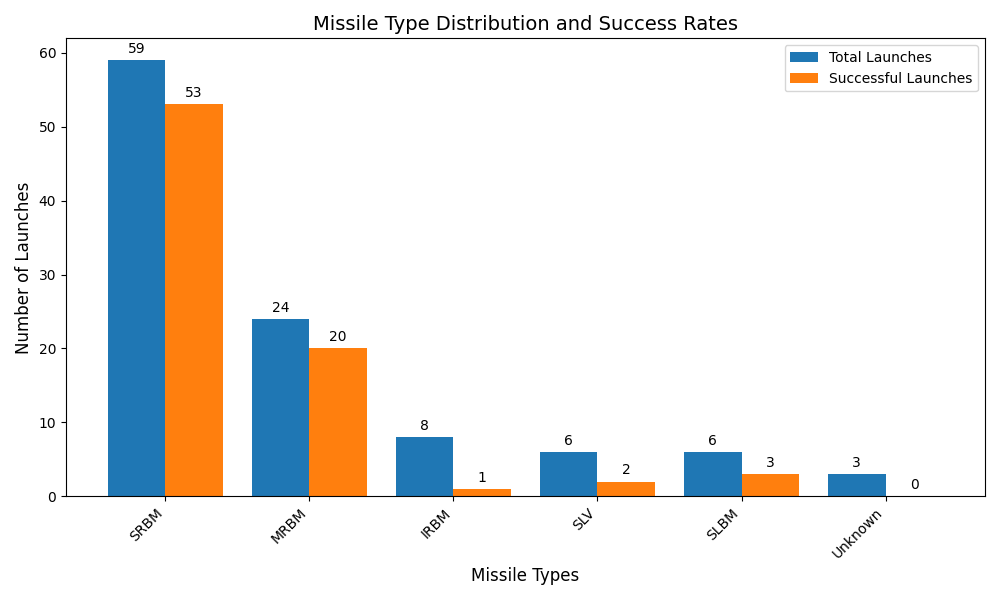 Missile Type Distribution and Success Rates
Total Launches
Successful Launches
Number of Launches
60
50
40
30
20
10
0
59
53
24
20
8
1
6
2
6
3
3
0
SRBM
MRBM
IRBM
SLV
SLBM
Unknown
Missile Types